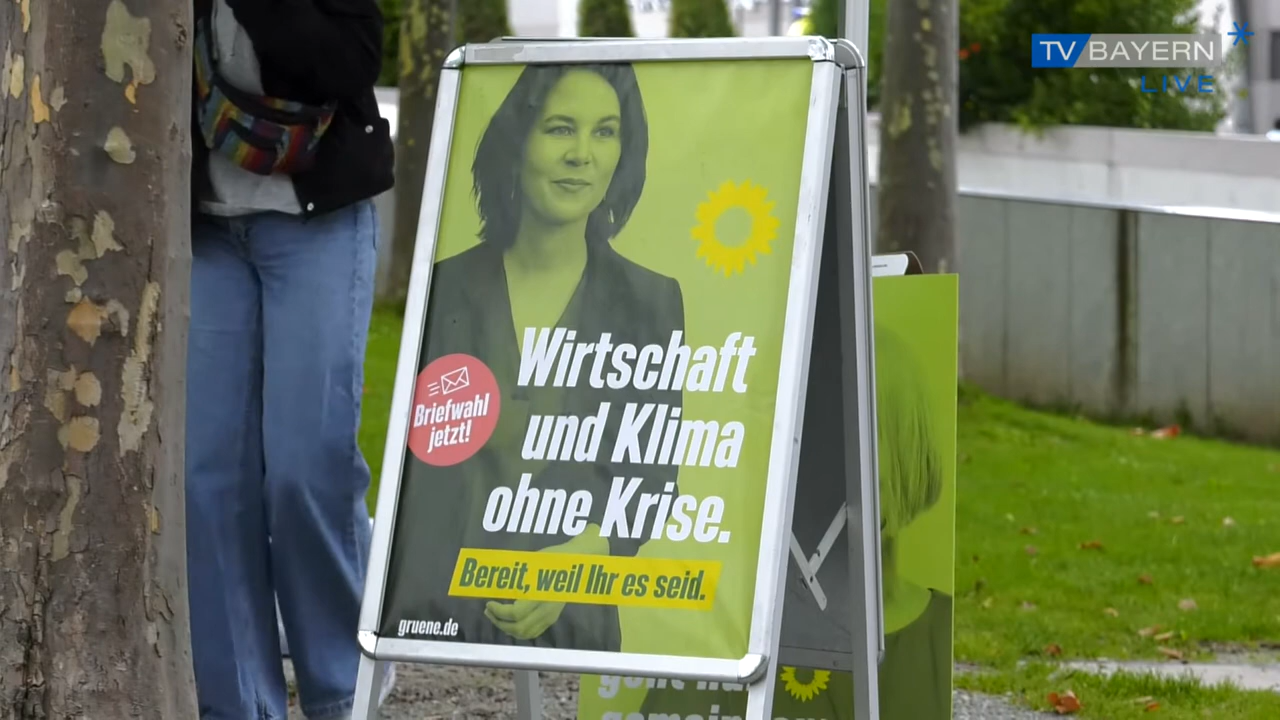 TV BAYERN
LIVE
Wirtschaft
und Klima
ohne Krise.
Briefwahl
jetzt!
Bereit, weil Ihr es seid.
gruene.de